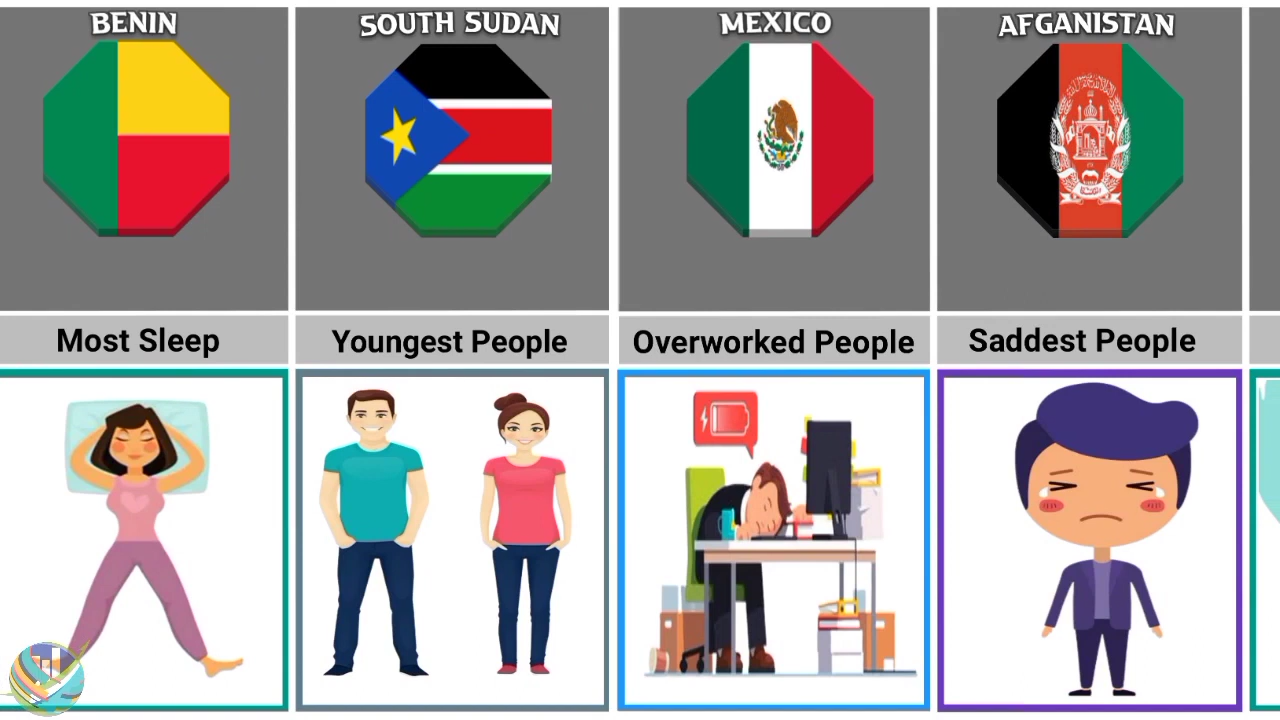 BENIN
SOUTH SUDAN
MEXICO
AFGANISTAN
Most Sleep
Youngest People
Overworked People
Saddest People